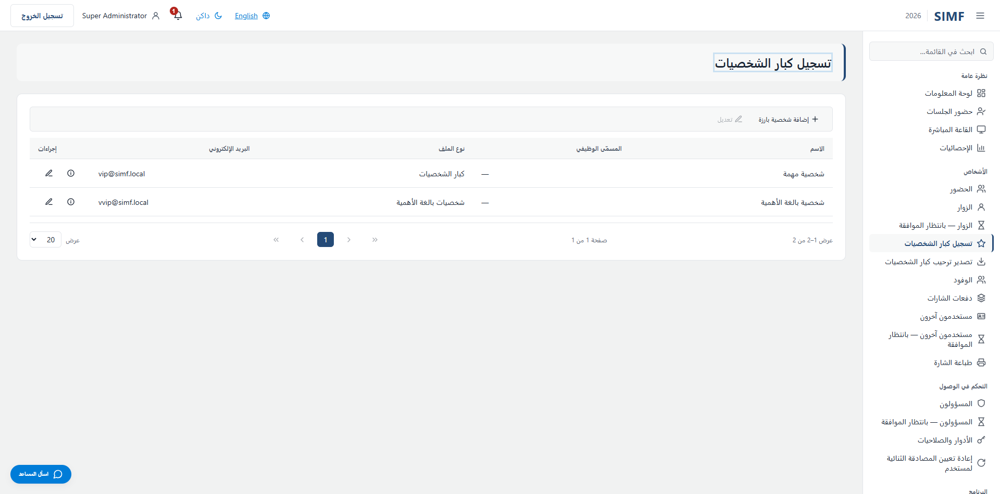 SIMF
2026
English
داكن
1
Super Administrator
تسجيل الخروج
ابحث في القائمة...
نظرة عامة
لوحة المعلومات
حضور الجلسات
القاعة المباشرة
الإحصائيات
الأشخاص
الحضور
الزوار
الزوار — بانتظار الموافقة
تسجيل كبار الشخصيات
تصدير ترحيب كبار الشخصيات
الوفود
دفعات الشارات
مستخدمون آخرون
مستخدمون آخرون — بانتظار
الموافقة
طباعة الشارة
التحكم في الوصول
المسؤولون
المسؤولون — بانتظار الموافقة
الأدوار والصلاحيات
إعادة تعيين المصادقة الثنائية
لمستخدم
البرنامج
تسجيل كبار الشخصيات
إضافة شخصية بارزة
تعديل
الاسم
المسمّى الوظيفي
نوع الملف
البريد الإلكتروني
إجراءات
شخصية مهمة
—
كبار الشخصيات
vip@simf.local
شخصية بالغة الأهمية
—
شخصيات بالغة الأهمية
vvip@simf.local
عرض 1–2 من 2
صفحة 1 من 1
1
عرض
20
اسأل المساعد